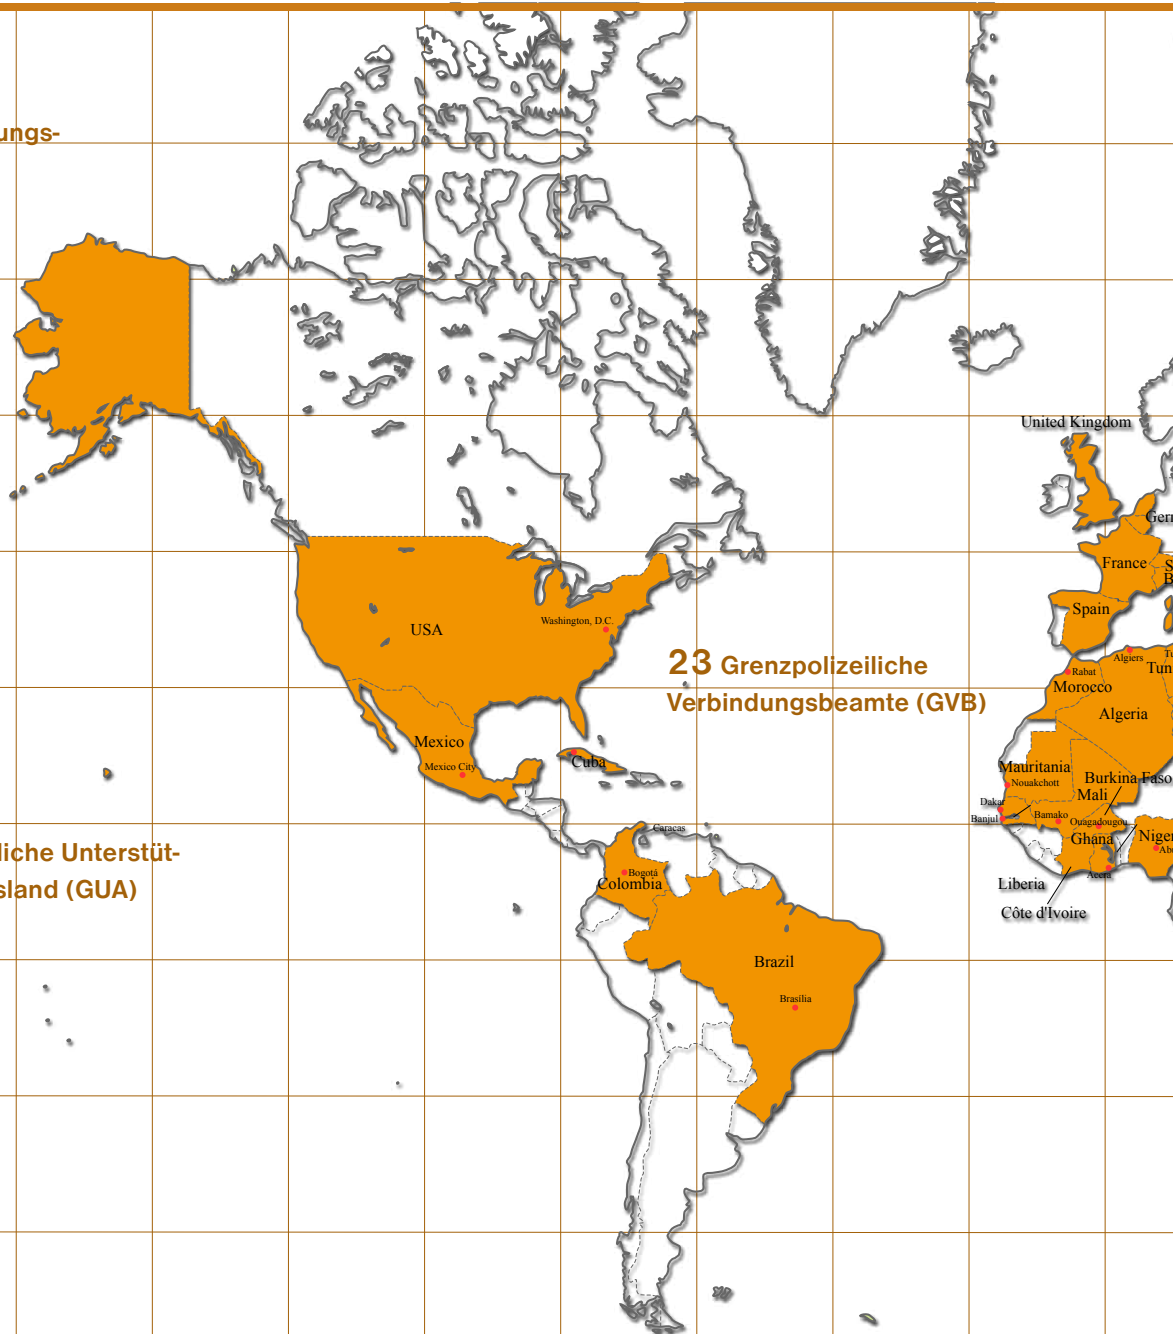 ungs-
United Kingdom
France
Spain
USA
Washington, D.C.
23 Grenzpolizeiliche
Verbindungsbeamte (GVB)
Algiers
Rabat
Morocco
Algeria
Mexico
Mexico City
Cuba
Mauritania
Nouakchott
Burkina Faso
Mali
Dakar
Banjul
Bamako
Ouagadougou
Caracas
Ghana
Accra
liche Unterstüt-
sland (GUA)
Bogotá
Colombia
Liberia
Côte d'Ivoire
Brazil
Brasilia